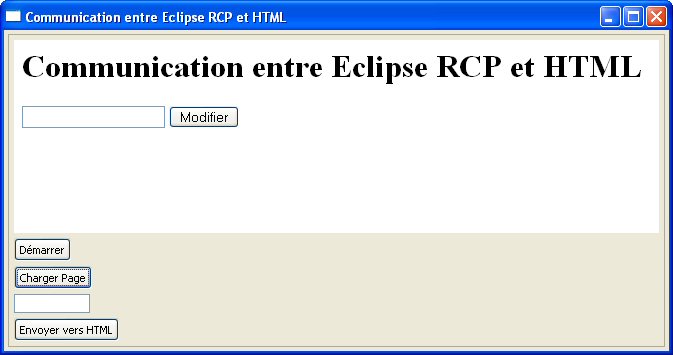 Communication entre Eclipse RCP et HTML
Communication entre Eclipse RCP et HTML
Modifier
Démarrer
Charger Page
Envoyer vers HTML